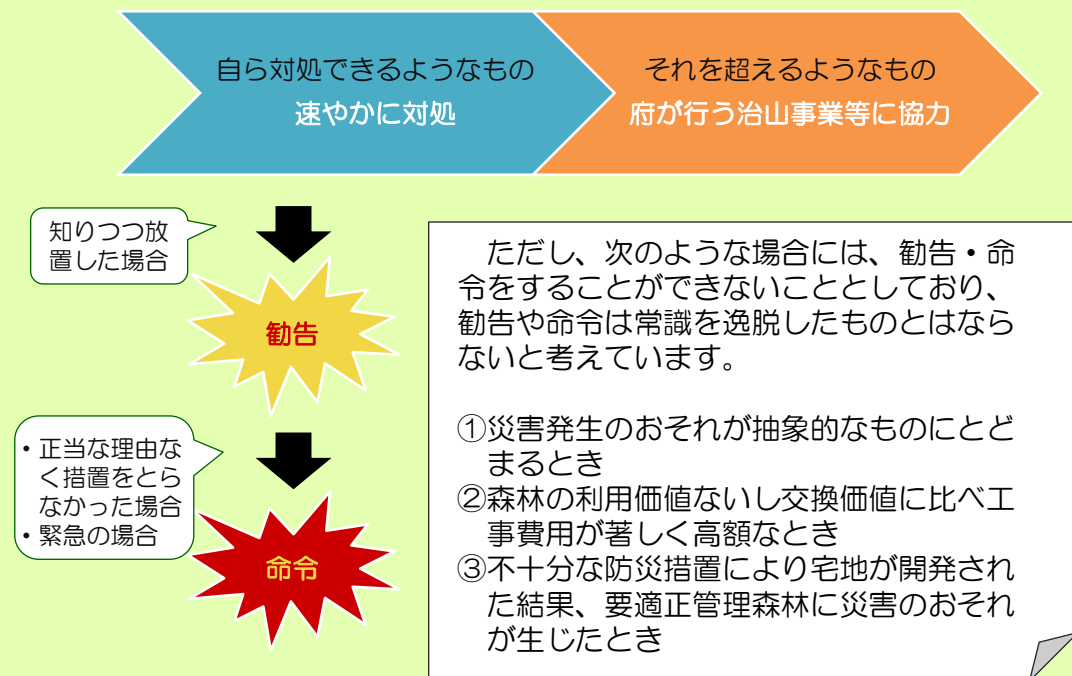 自ら対処できるようなもの
速やかに対処
それを超えるようなもの
府が行う治山事業等に協力
知りつつ放
置した場合
勧告
・正当な理由な
く措置をとら
なかった場合
・緊急の場合
命令
ただし、次のような場合には、勧告・命
令をすることができないこととしており、
勧告や命令は常識を逸脱したものとはなら
ないと考えています。
①災害発生のおそれが抽象的なものにとど
まるとき
②森林の利用価値ないし交換価値に比べ工
事費用が著しく高額なとき
③不十分な防災措置により宅地が開発され
た結果、要適正管理森林に災害のおそれ
が生じたとき